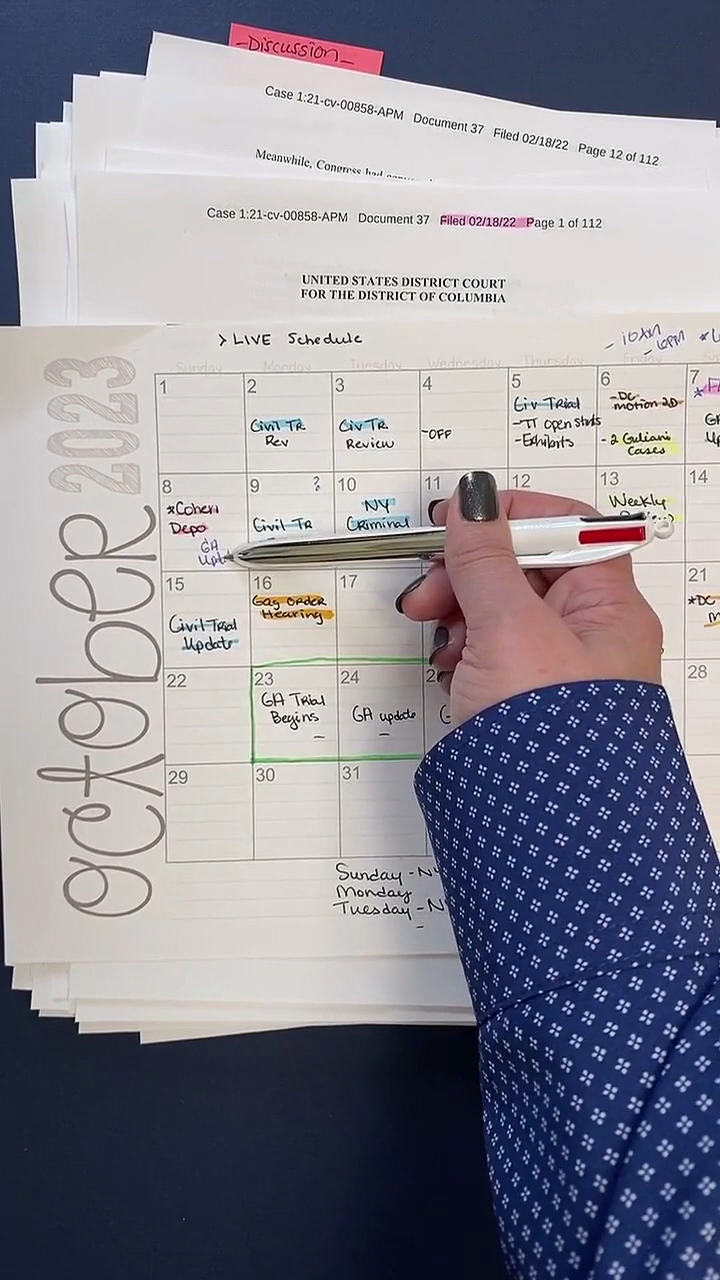 -Discussion-
Case 1:21-cv-00858-APM Document 37 Filed 02/18/22 Page 12 of 112
Meanwhile, Congress had
Case 1:21-cv-00858-APM Document 37 Filed 02/18/22 Page 1 of 112
UNITED STATES DISTRICT COURT
FOR THE DISTRICT OF COLUMBIA
> LIVE Schedule
- 10AM
- 6PM
October 2023
Sunday Monday Tuesday Wednesday Thursday Friday
1 2 3 4 5 6 7
Civil TR
Rev
Civ TR
Review
-OFF
Civ Trial
-TT open stmts
-Exhibits
-DC
motion 2D
-2 Guliani
Cases
8 9 ? 10 11 12 13 14
*Cohen
Depo
GA
Upt
Civil TR
NY
Criminal
Weekly
15 16 17 21
Civil Trial
Update
Gag Order
Hearing
*DC
22 23 24 28
GA Trial
Begins
-
GA update
-
29 30 31
Sunday -
Monday
Tuesday -
-